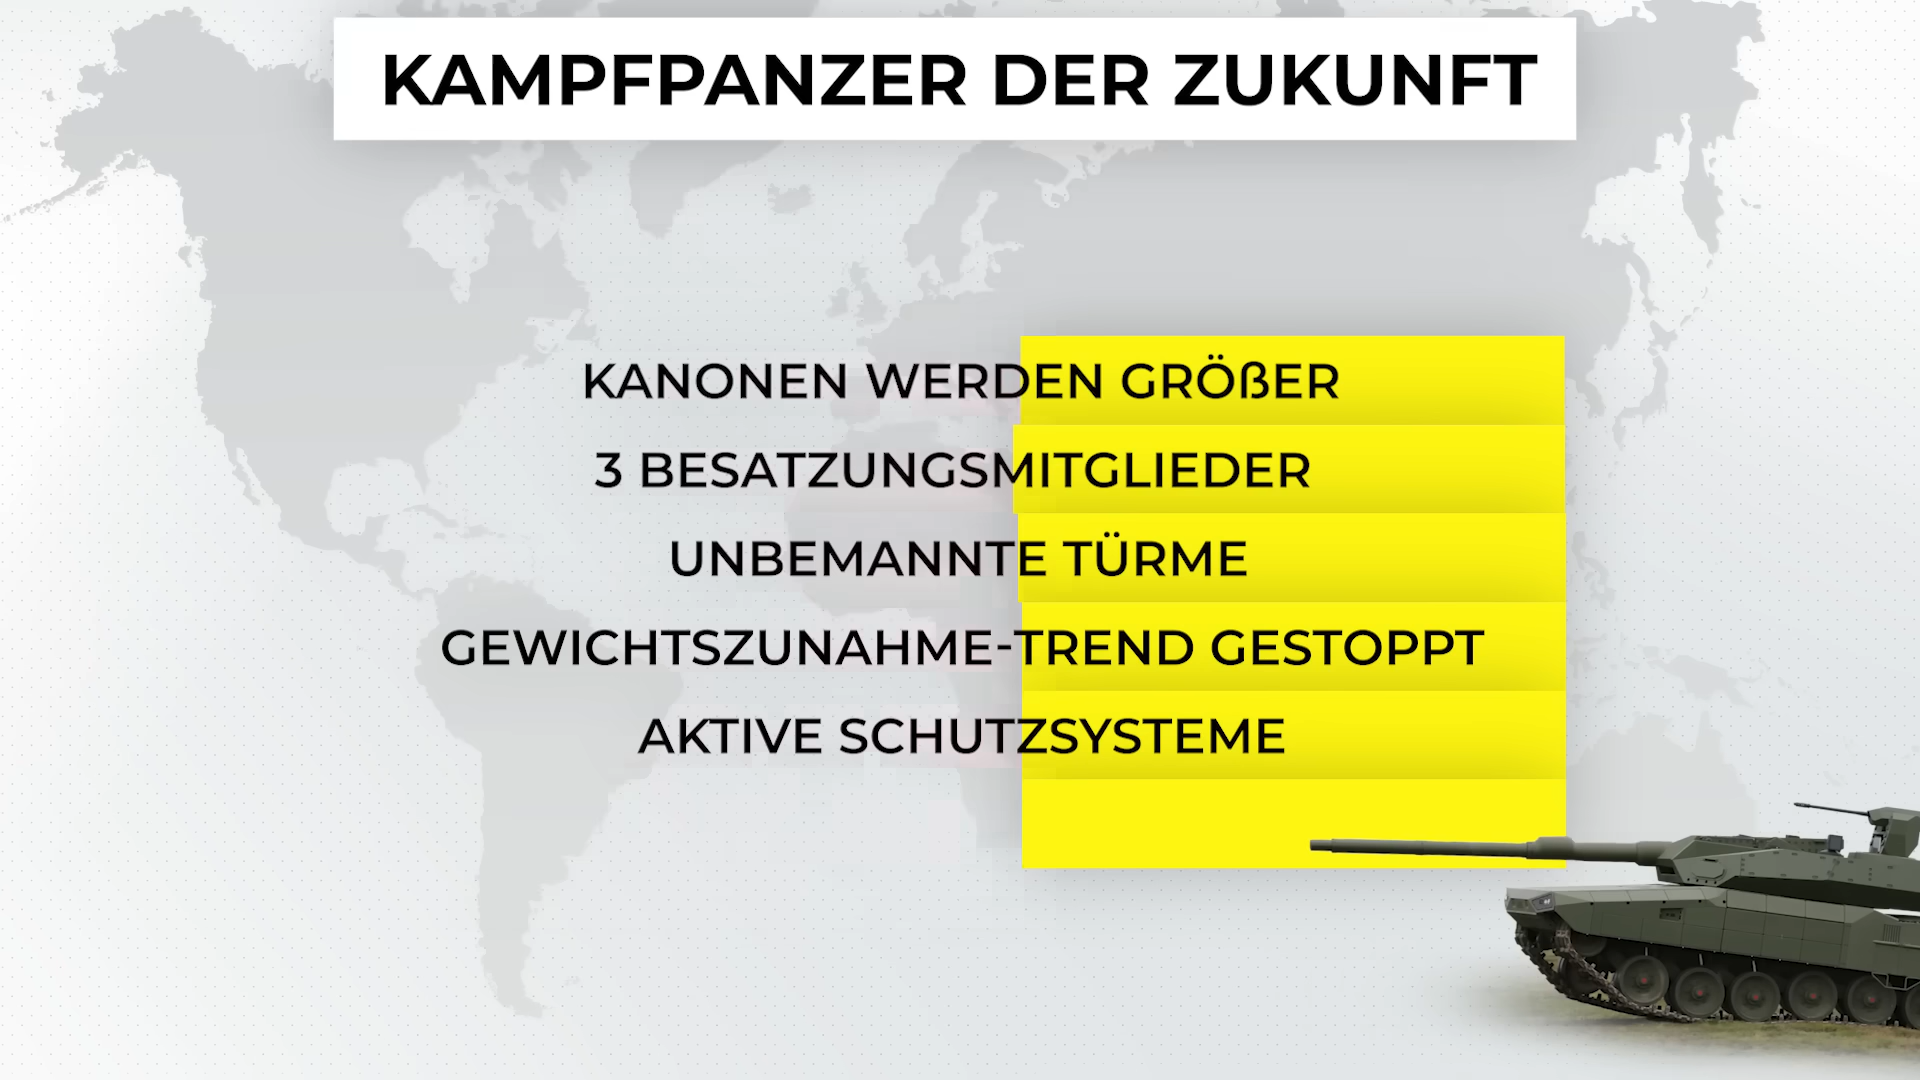 KAMPFPANZER DER ZUKUNFT
KANONEN WERDEN GRÖßER
3 BESATZUNGSMITGLIEDER
UNBEMANNTE TÜRME
GEWICHTSZUNAHME-TREND GESTOPPT
AKTIVE SCHUTZSYSTEME